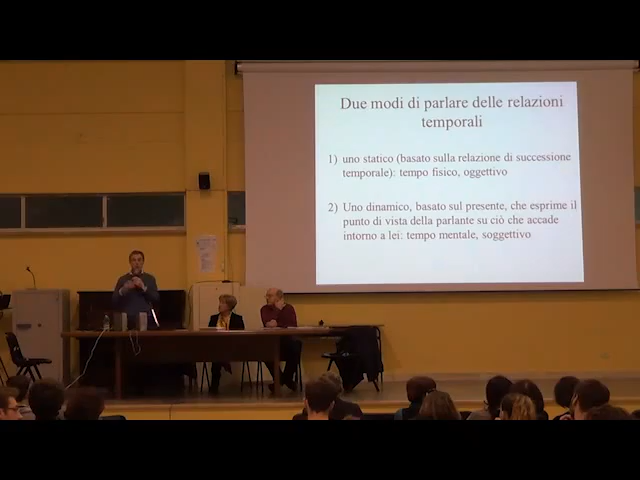 Due modi di parlare delle relazioni
temporali
1) uno statico (basato sulla relazione di successione
temporale): tempo fisico, oggettivo
2) Uno dinamico, basato sul presente, che esprime il
punto di vista della parlante su ciò che accade
intorno a lei: tempo mentale, soggettivo